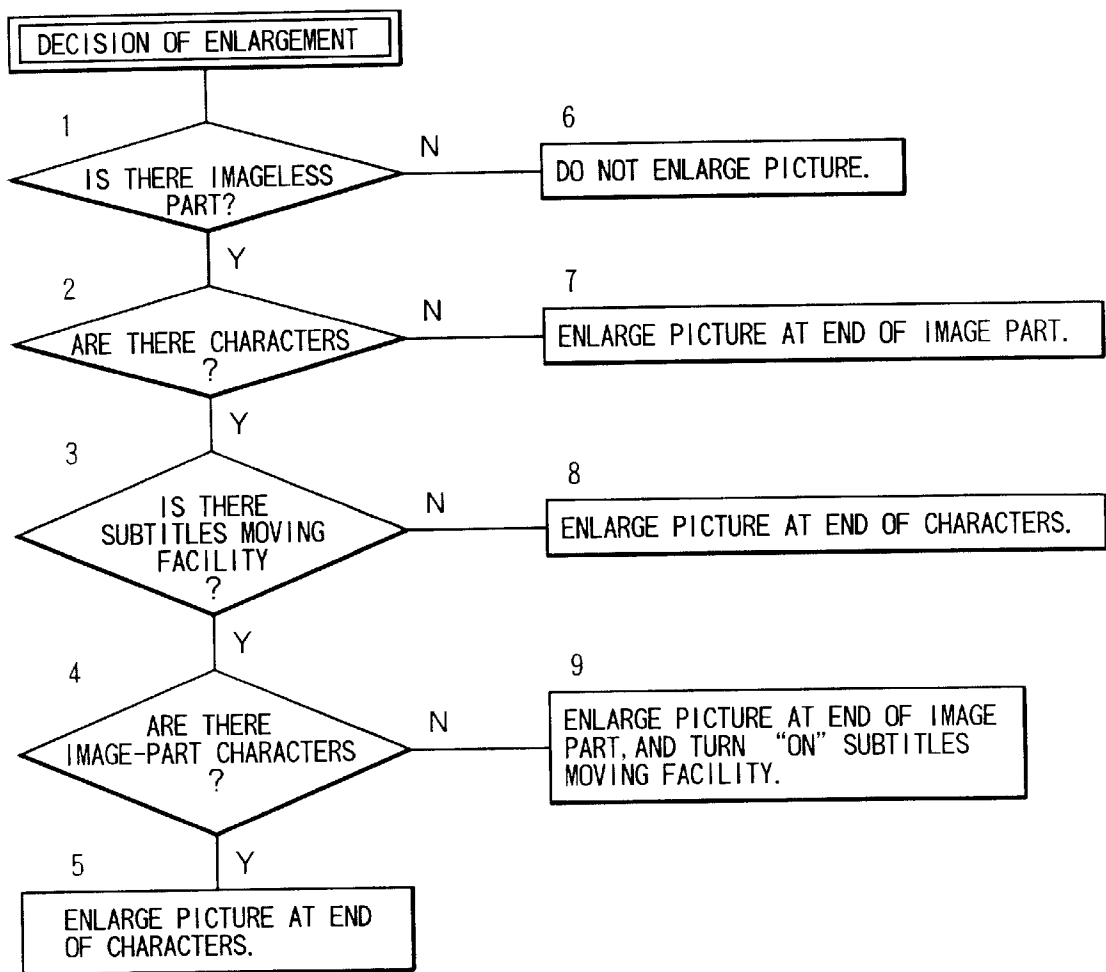 DECISION OF ENLARGEMENT
1
IS THERE IMAGELESS
PART?
N
6
DO NOT ENLARGE PICTURE.
Y
2
ARE THERE CHARACTERS
?
N
7
ENLARGE PICTURE AT END OF IMAGE PART.
Y
3
IS THERE
SUBTITLES MOVING
FACILITY
?
N
8
ENLARGE PICTURE AT END OF CHARACTERS.
Y
4
ARE THERE
IMAGE-PART CHARACTERS
?
N
9
ENLARGE PICTURE AT END OF IMAGE
PART, AND TURN “ON” SUBTITLES
MOVING FACILITY.
Y
5
ENLARGE PICTURE AT END
OF CHARACTERS.